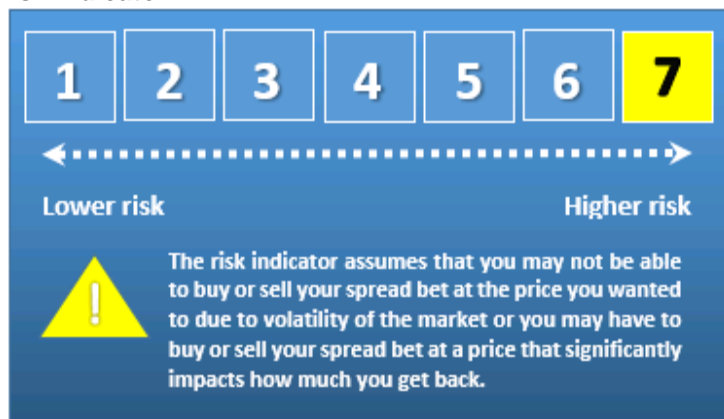 1 2 3 4 5 6 7
Lower risk Higher risk
!
The risk indicator assumes that you may not be able
to buy or sell your spread bet at the price you wanted
to due to volatility of the market or you may have to
buy or sell your spread bet at a price that significantly
impacts how much you get back.